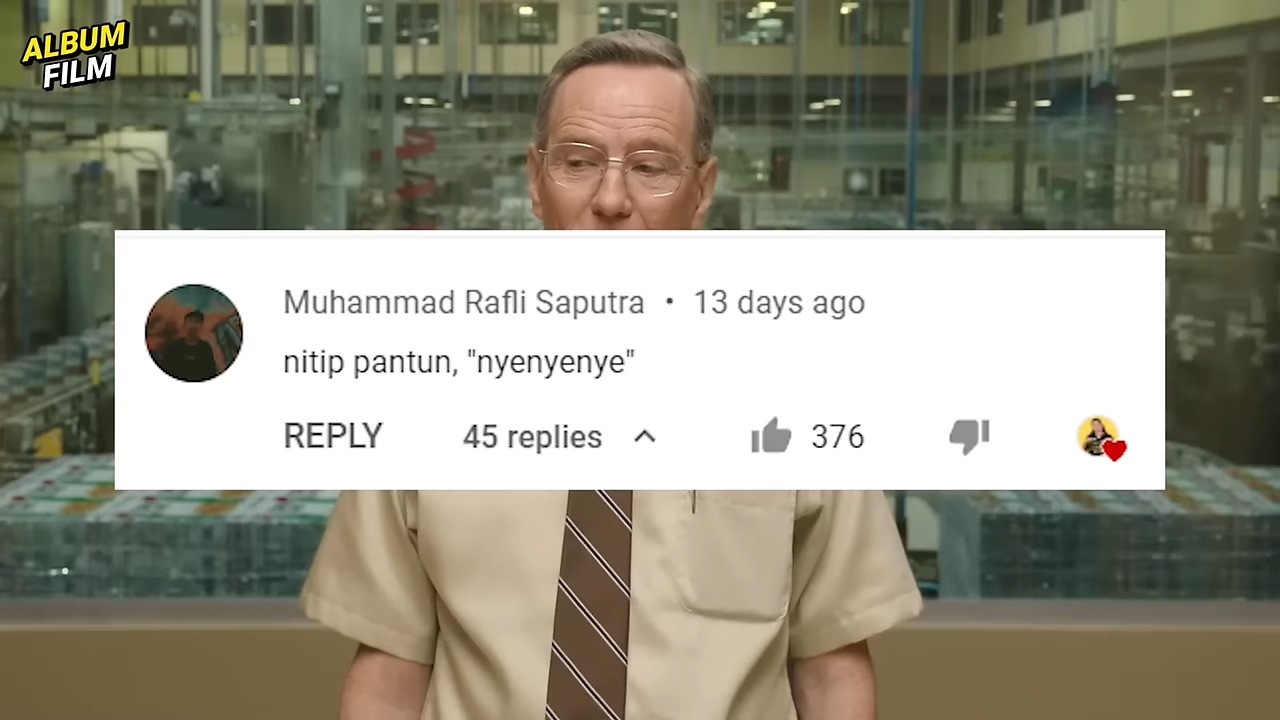 ALBUM
FILM
Muhammad Rafli Saputra • 13 days ago
nitip pantun, "nyenyenye"
REPLY 45 replies 376